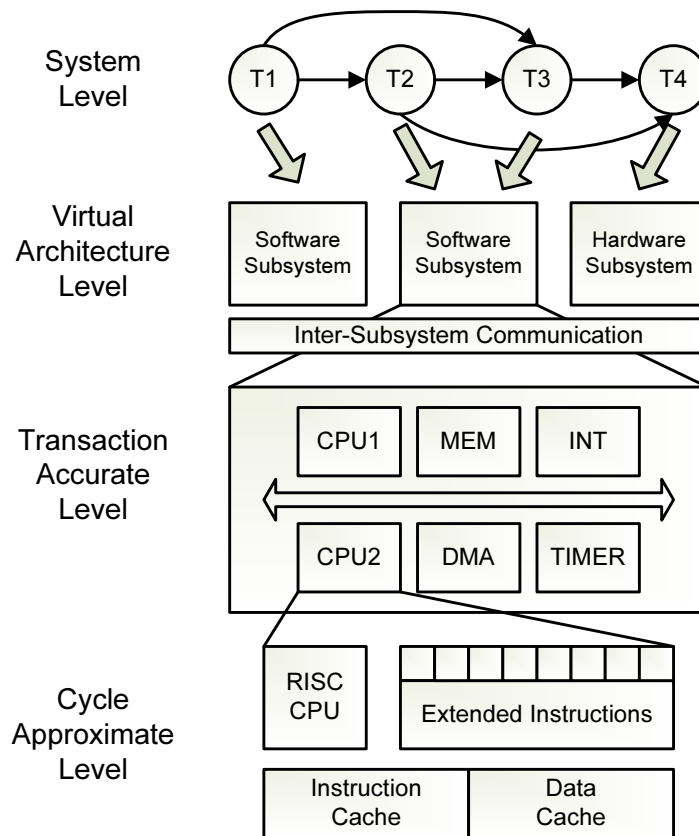 System
Level
T1
T2
T3
T4
Virtual
Architecture
Level
Software
Subsystem
Software
Subsystem
Hardware
Subsystem
Inter-Subsystem Communication
Transaction
Accurate
Level
CPU1
MEM
INT
CPU2
DMA
TIMER
Cycle
Approximate
Level
RISC
CPU
Extended Instructions
Instruction
Cache
Data
Cache